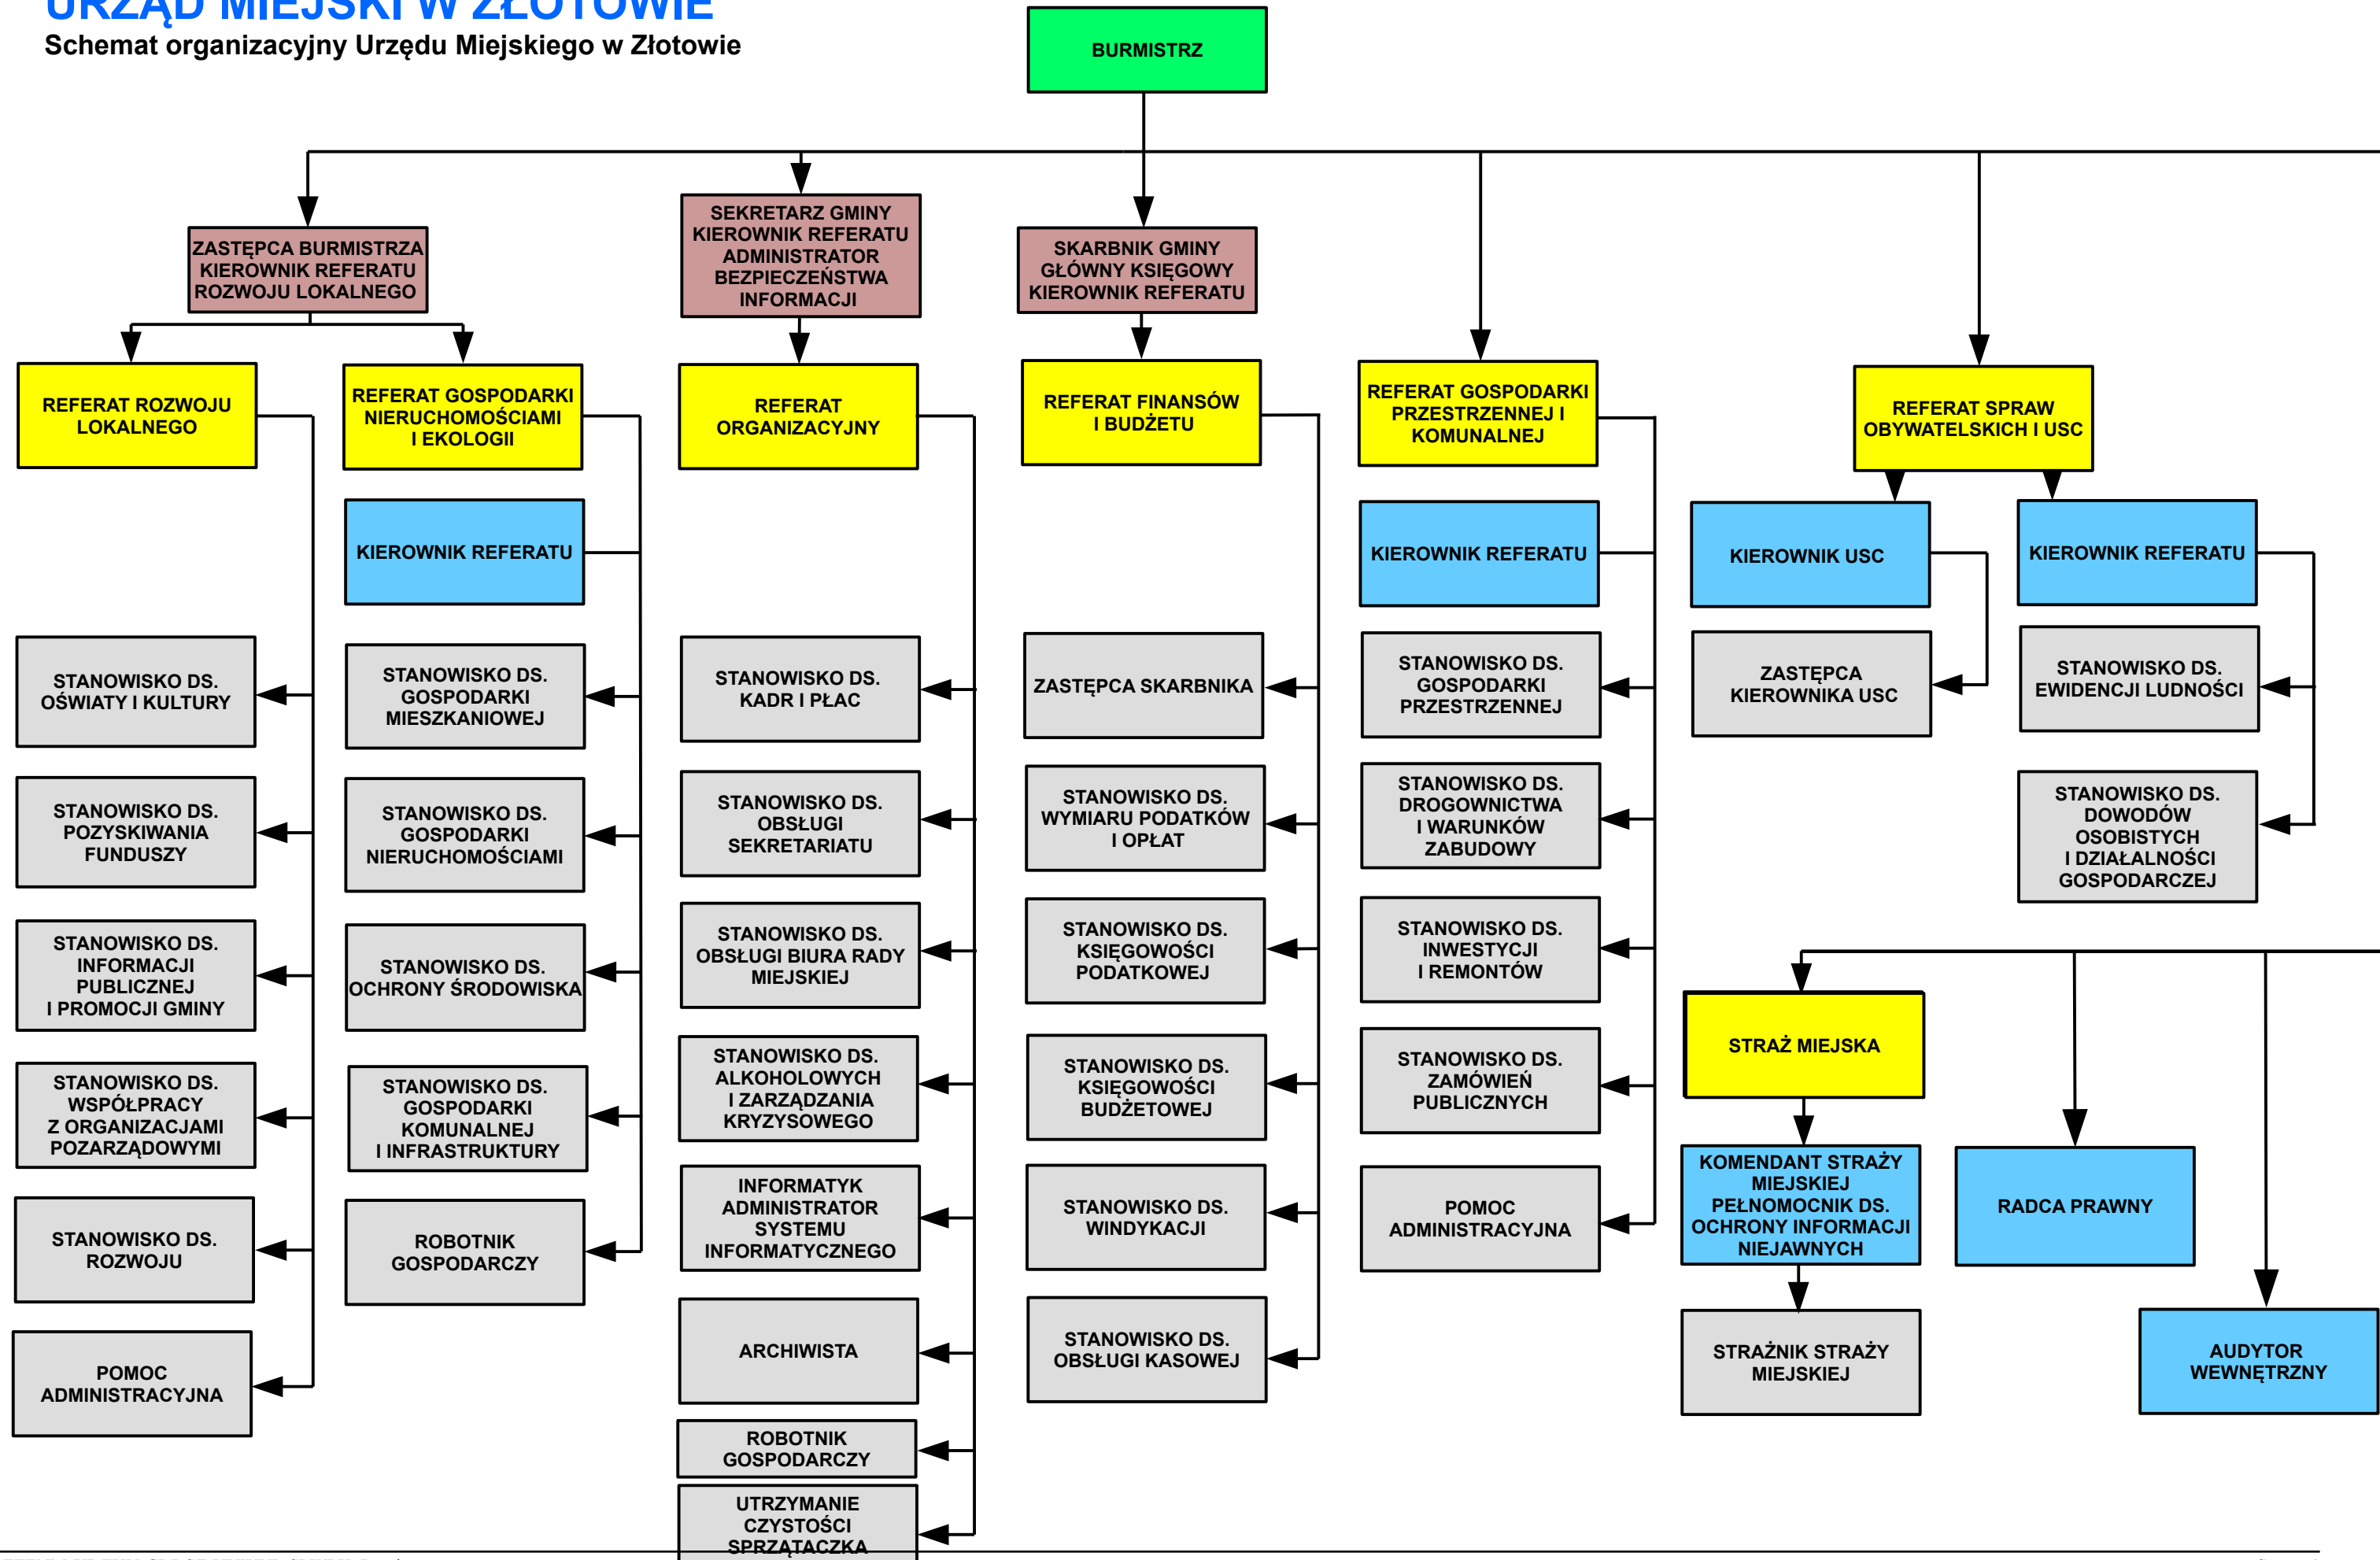 URZĄD MIEJSKI W ZŁOTOWIE
Schemat organizacyjny Urzędu Miejskiego w Złotowie
BURMISTRZ
ZASTĘPCA BURMISTRZA
KIEROWNIK REFERATU
ROZWOJU LOKALNEGO
SEKRETARZ GMINY
KIEROWNIK REFERATU
ADMINISTRATOR
BEZPIECZEŃSTWA
INFORMACJI
SKARBNIK GMINY
GŁÓWNY KSIĘGOWY
KIEROWNIK REFERATU
REFERAT ROZWOJU
LOKALNEGO
REFERAT GOSPODARKI
NIERUCHOMOŚCIAMI
I EKOLOGII
REFERAT
ORGANIZACYJNY
REFERAT FINANSÓW
I BUDŻETU
REFERAT GOSPODARKI
PRZESTRZENNEJ I
KOMUNALNEJ
REFERAT SPRAW
OBYWATELSKICH I USC
KIEROWNIK REFERATU
KIEROWNIK REFERATU
KIEROWNIK USC
KIEROWNIK REFERATU
STANOWISKO DS.
OŚWIATY I KULTURY
STANOWISKO DS.
GOSPODARKI
MIESZKANIOWEJ
STANOWISKO DS.
KADR I PŁAC
ZASTĘPCA SKARBNIKA
STANOWISKO DS.
GOSPODARKI
PRZESTRZENNEJ
ZASTĘPCA
KIEROWNIKA USC
STANOWISKO DS.
EWIDENCJI LUDNOŚCI
STANOWISKO DS.
POZYSKIWANIA
FUNDUSZY
STANOWISKO DS.
GOSPODARKI
NIERUCHOMOŚCIAMI
STANOWISKO DS.
OBSŁUGI
SEKRETARIATU
STANOWISKO DS.
WYMIARU PODATKÓW
I OPŁAT
STANOWISKO DS.
DROGOWNICTWA
I WARUNKÓW
ZABUDOWY
STANOWISKO DS.
DOWODÓW
OSOBISTYCH
I DZIAŁALNOŚCI
GOSPODARCZEJ
STANOWISKO DS.
INFORMACJI
PUBLICZNEJ
I PROMOCJI GMINY
STANOWISKO DS.
OCHRONY ŚRODOWISKA
STANOWISKO DS.
OBSŁUGI BIURA RADY
MIEJSKIEJ
STANOWISKO DS.
KSIĘGOWOŚCI
PODATKOWEJ
STANOWISKO DS.
INWESTYCJI
I REMONTÓW
STRAŻ MIEJSKA
STANOWISKO DS.
WSPÓŁPRACY
Z ORGANIZACJAMI
POZARZĄDOWYMI
STANOWISKO DS.
GOSPODARKI
KOMUNALNEJ
I INFRASTRUKTURY
STANOWISKO DS.
ALKOHOLOWYCH
I ZARZĄDZANIA
KRYZYSOWEGO
STANOWISKO DS.
KSIĘGOWOŚCI
BUDŻETOWEJ
STANOWISKO DS.
ZAMÓWIEŃ
PUBLICZNYCH
KOMENDANT STRAŻY
MIEJSKIEJ
PEŁNOMOCNIK DS.
OCHRONY INFORMACJI
NIEJAWNYCH
RADCA PRAWNY
STANOWISKO DS.
ROZWOJU
ROBOTNIK
GOSPODARCZY
INFORMATYK
ADMINISTRATOR
SYSTEMU
INFORMATYCZNEGO
STANOWISKO DS.
WINDYKACJI
POMOC
ADMINISTRACYJNA
STRAŻNIK STRAŻY
MIEJSKIEJ
AUDYTOR
WEWNĘTRZNY
POMOC
ADMINISTRACYJNA
ARCHIWISTA
STANOWISKO DS.
OBSŁUGI KASOWEJ
ROBOTNIK
GOSPODARCZY
UTRZYMANIE
CZYSTOŚCI
SPRZĄTACZKA